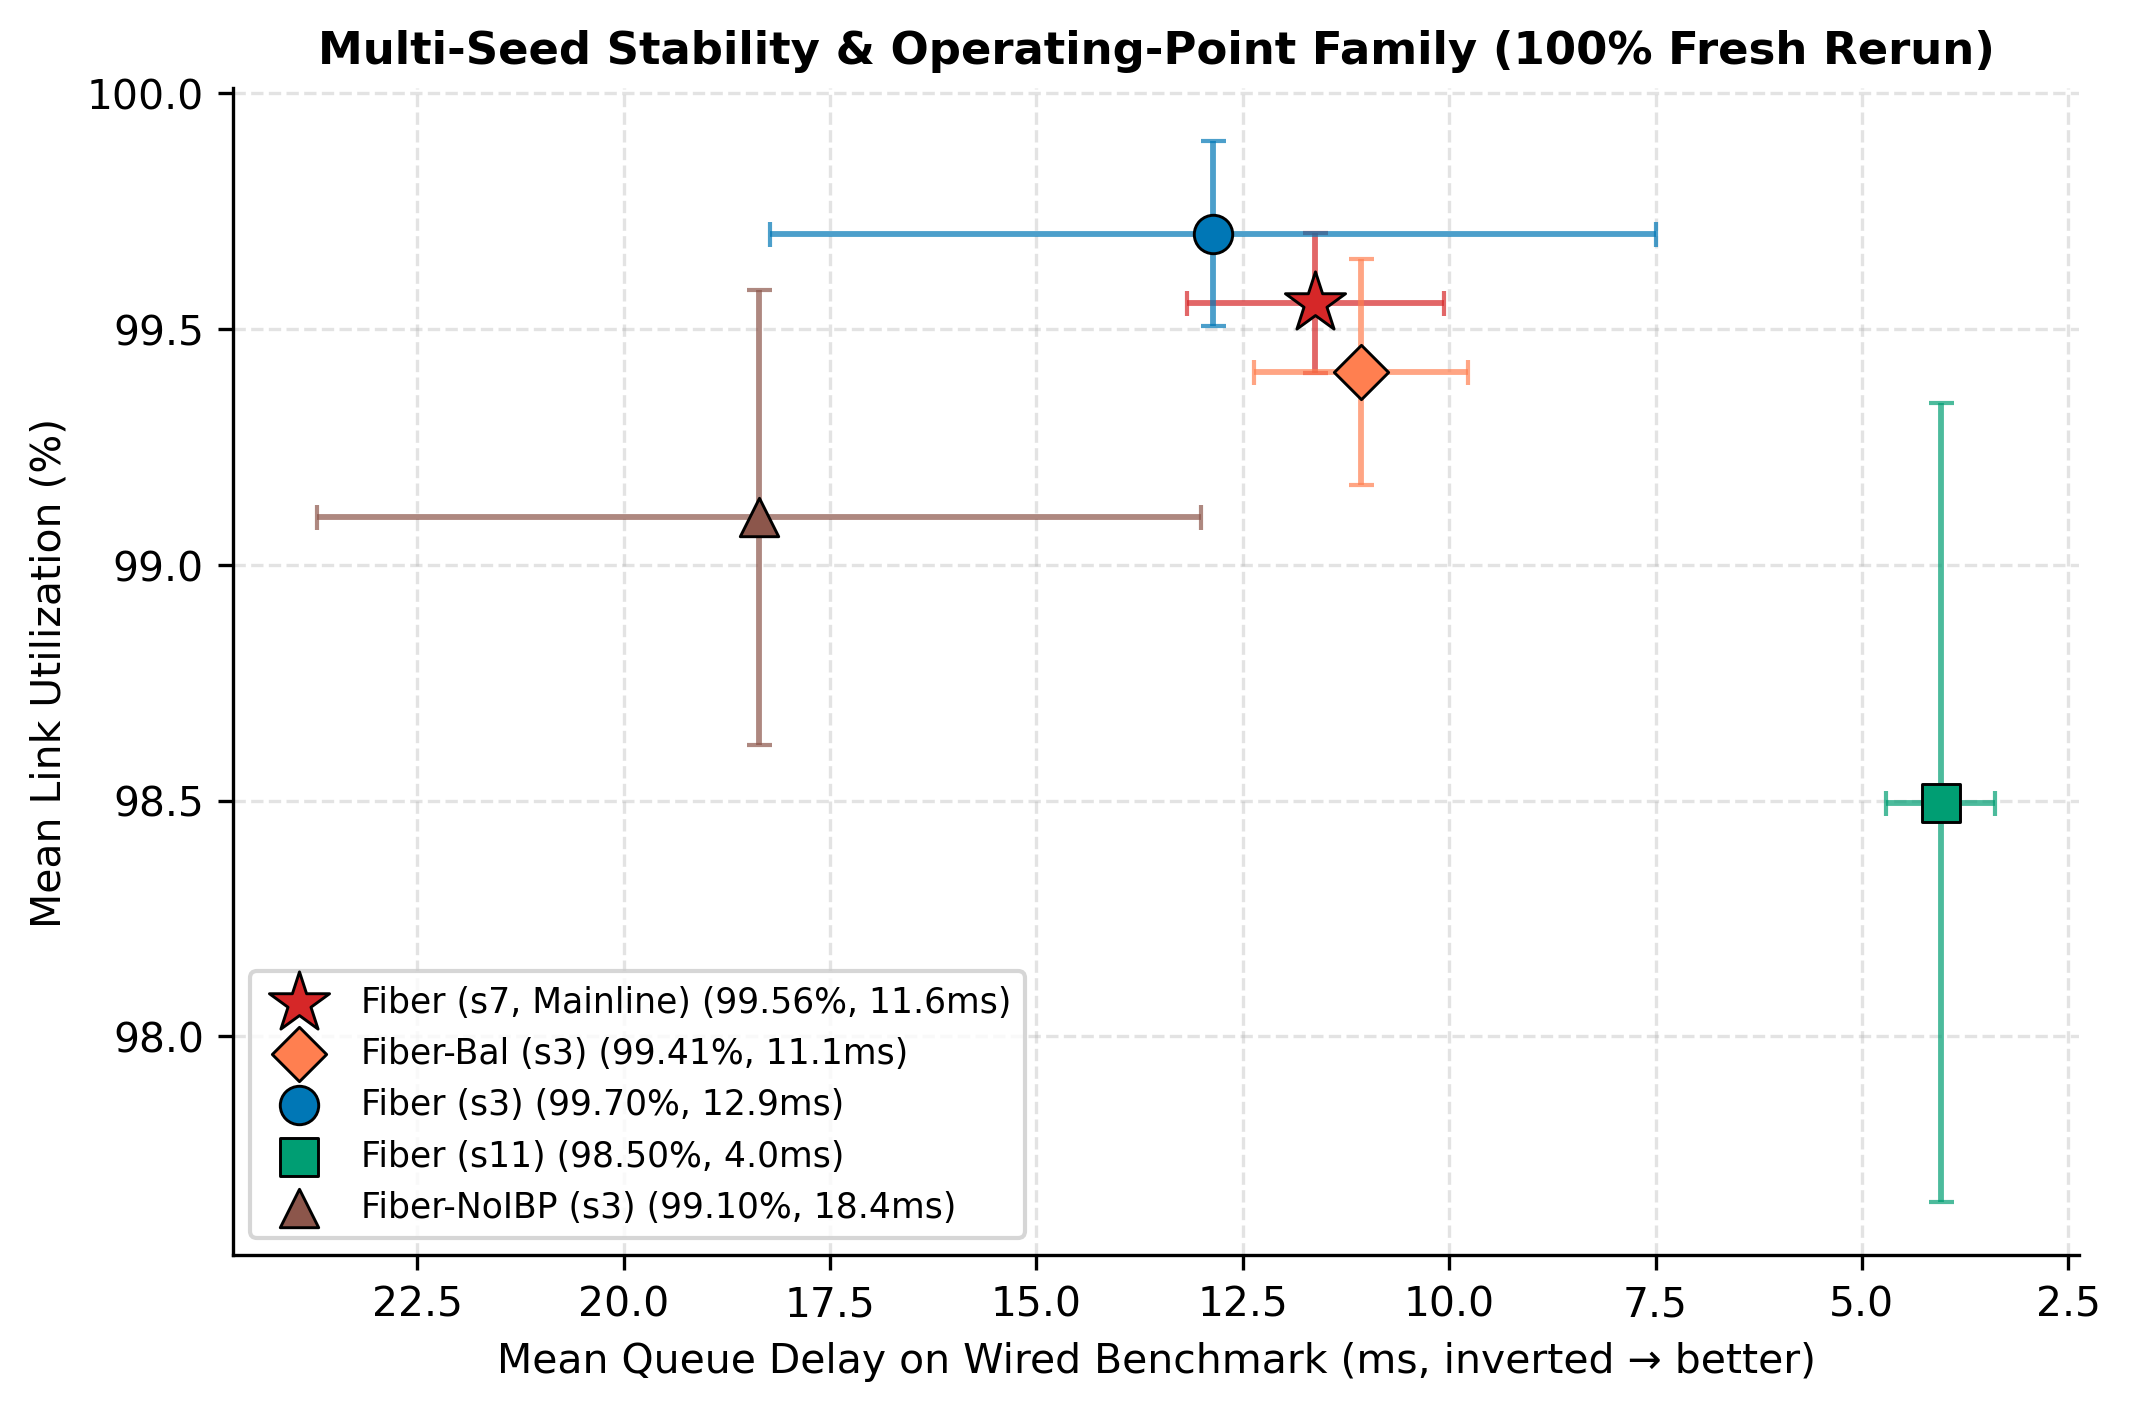 Multi-Seed Stability & Operating-Point Family (100% Fresh Rerun)
100.0
99.5
99.0
98.5
98.0
Mean Link Utilization (%)
Fiber (s7, Mainline) (99.56%, 11.6ms)
Fiber-Bal (s3) (99.41%, 11.1ms)
Fiber (s3) (99.70%, 12.9ms)
Fiber (s11) (98.50%, 4.0ms)
Fiber-NoIBP (s3) (99.10%, 18.4ms)
22.5 20.0 17.5 15.0 12.5 10.0 7.5 5.0 2.5
Mean Queue Delay on Wired Benchmark (ms, inverted → better)